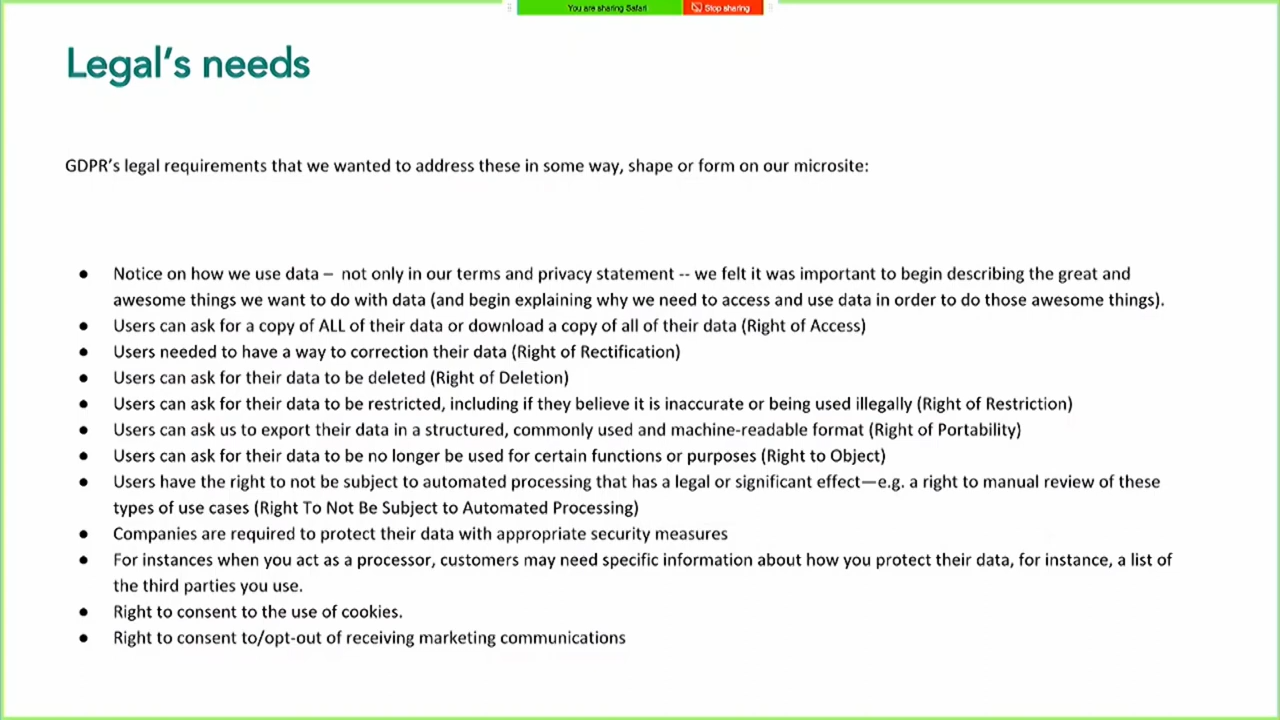 You are sharing Safari
Stop sharing
Legal's needs
GDPR's legal requirements that we wanted to address these in some way, shape or form on our microsite:
● Notice on how we use data – not only in our terms and privacy statement -- we felt it was important to begin describing the great and
awesome things we want to do with data (and begin explaining why we need to access and use data in order to do those awesome things).
● Users can ask for a copy of ALL of their data or download a copy of all of their data (Right of Access)
● Users needed to have a way to correction their data (Right of Rectification)
● Users can ask for their data to be deleted (Right of Deletion)
● Users can ask for their data to be restricted, including if they believe it is inaccurate or being used illegally (Right of Restriction)
● Users can ask us to export their data in a structured, commonly used and machine-readable format (Right of Portability)
● Users can ask for their data to be no longer be used for certain functions or purposes (Right to Object)
● Users have the right to not be subject to automated processing that has a legal or significant effect—e.g. a right to manual review of these
types of use cases (Right To Not Be Subject to Automated Processing)
● Companies are required to protect their data with appropriate security measures
● For instances when you act as a processor, customers may need specific information about how you protect their data, for instance, a list of
the third parties you use.
● Right to consent to the use of cookies.
● Right to consent to/opt-out of receiving marketing communications